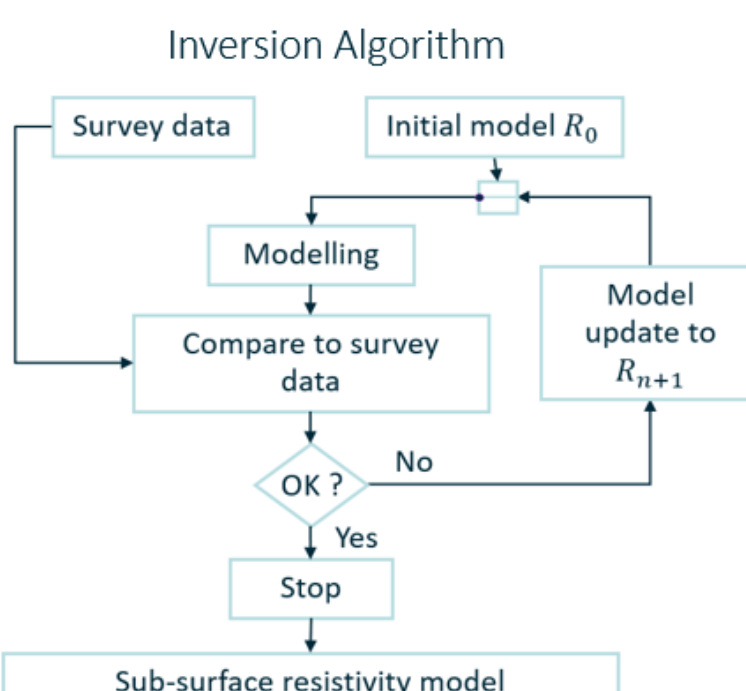 Inversion Algorithm
Survey data
Initial model R₀
Modelling
Model
update to
Rₙ₊₁
Compare to survey
data
No
OK ?
Yes
Stop
Sub-surface resistivity model